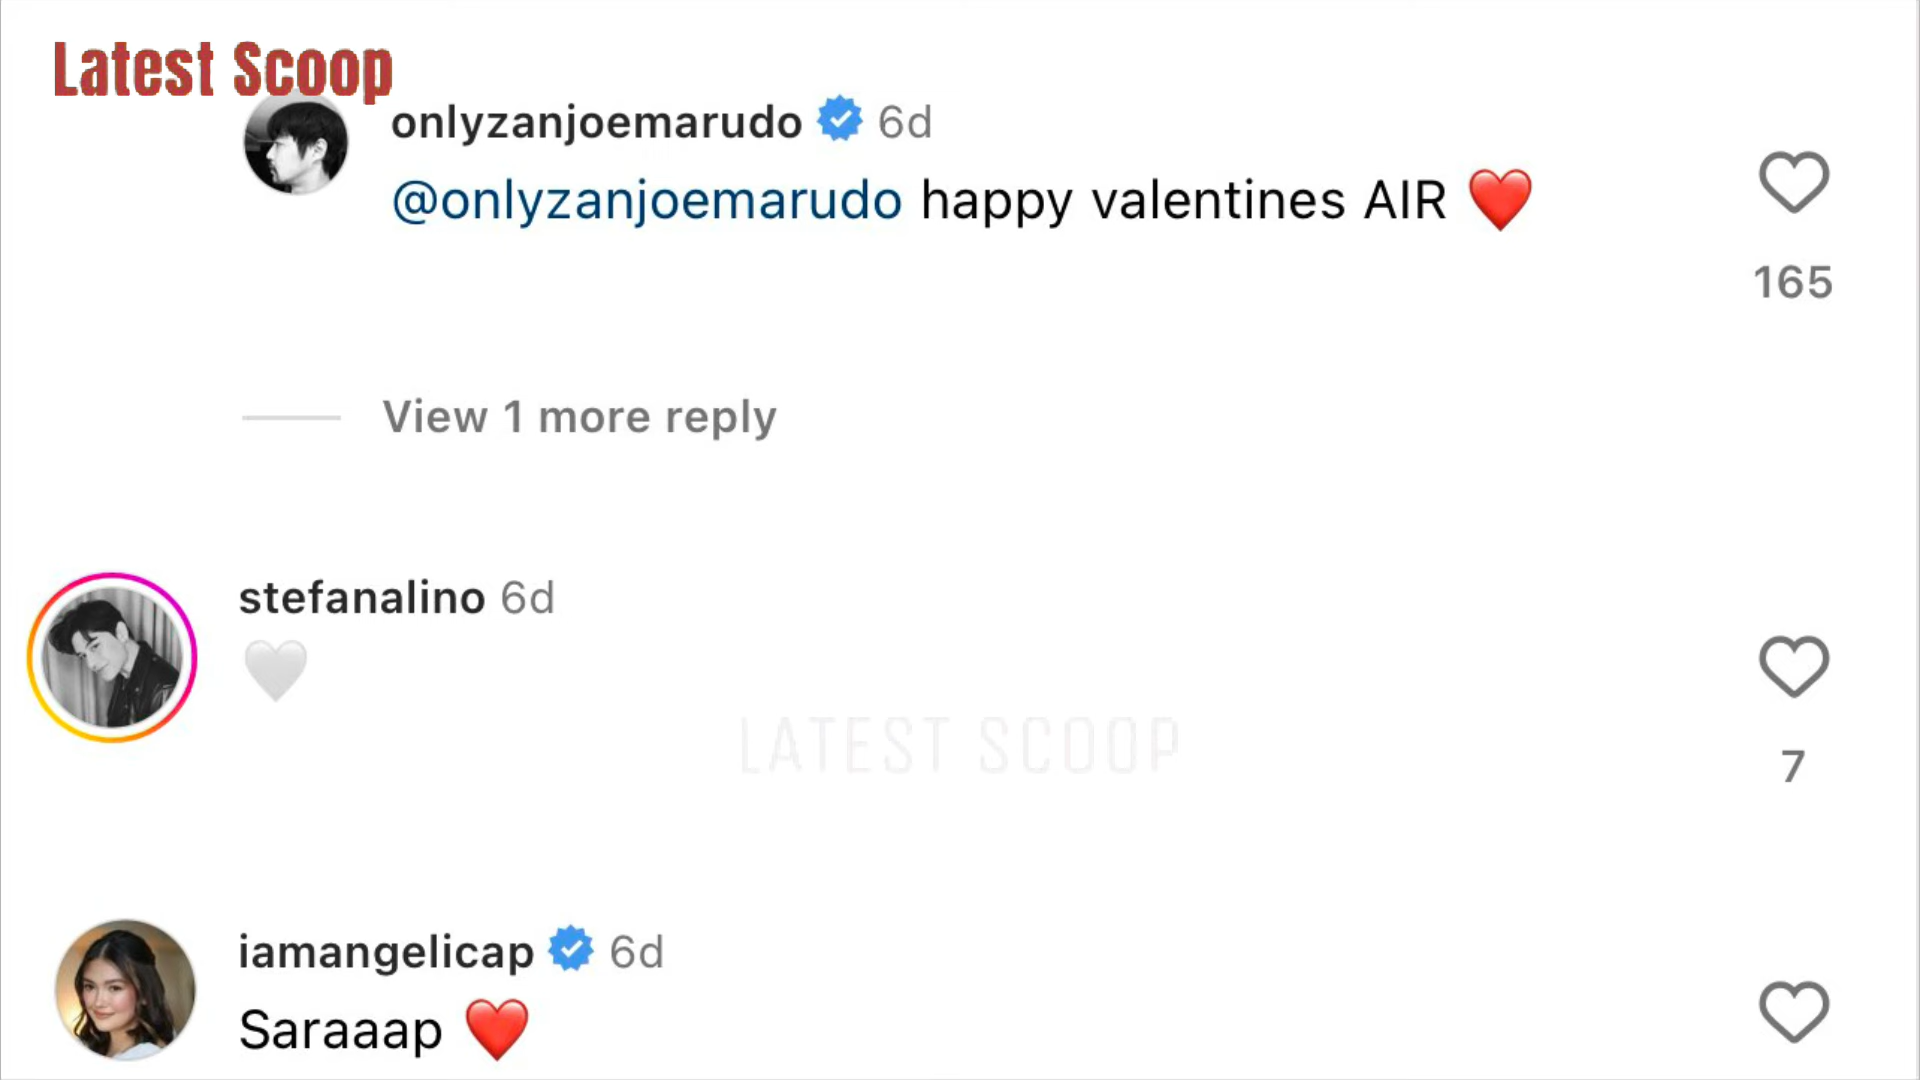 Latest Scoop
onlyzanjoemarudo 6d
@onlyzanjoemarudo happy valentines AIR ❤️
165
View 1 more reply
stefanalino 6d
🤍
7
LATEST SCOOP
iamangelicap 6d
Saraaap ❤️